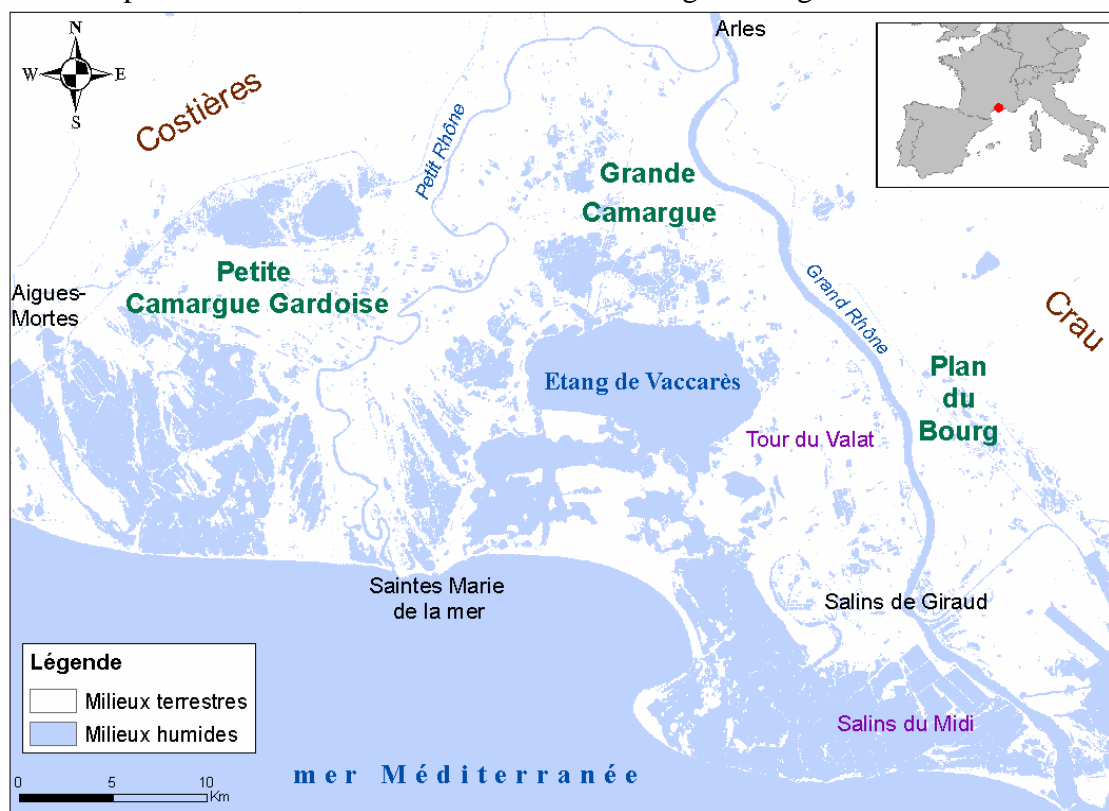 Arles
N
W E
S
Costières
Petit Rhône
Grande
Camargue
Petite
Camargue Gardoise
Aigues-
Mortes
Grand Rhône
Crau
Etang de Vaccarès
Plan
du
Bourg
Tour du Valat
Saintes Marie
de la mer
Salins de Giraud
Légende
Milieux terrestres
Milieux humides
Salins du Midi
0 5 10
Km
mer Méditerranée